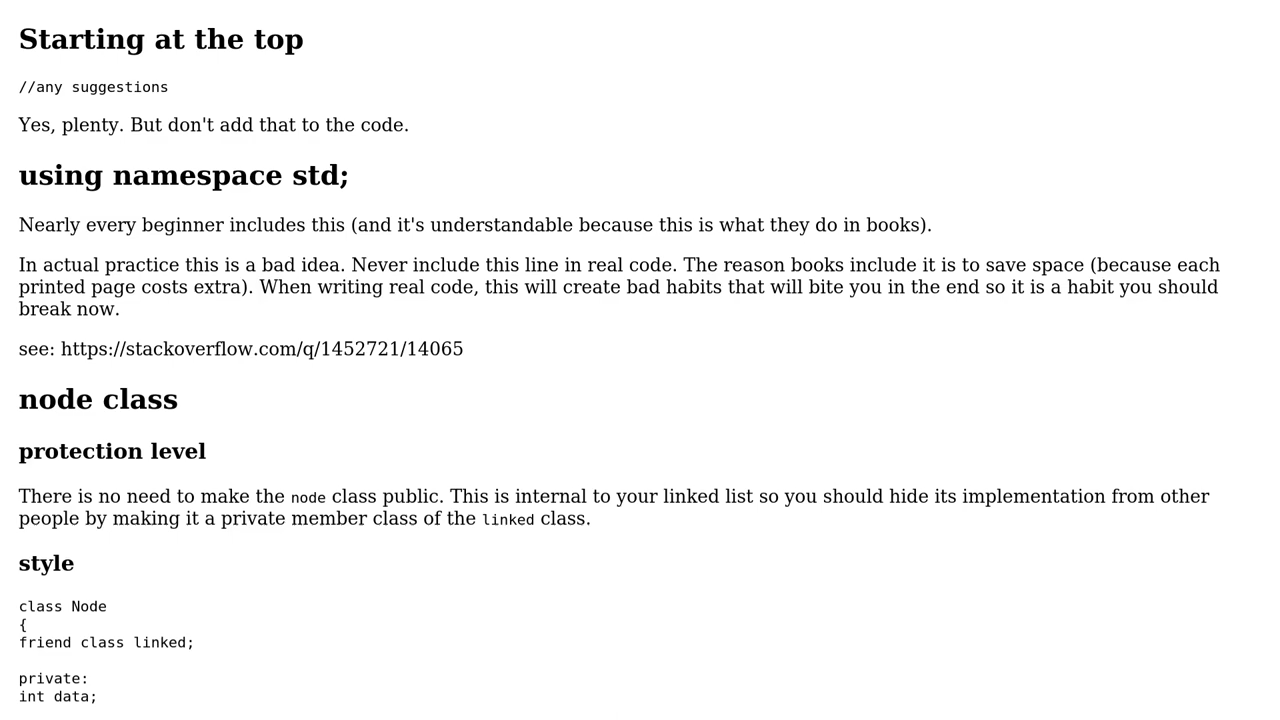 Starting at the top
//any suggestions
Yes, plenty. But don't add that to the code.
using namespace std;
Nearly every beginner includes this (and it's understandable because this is what they do in books).
In actual practice this is a bad idea. Never include this line in real code. The reason books include it is to save space (because each
printed page costs extra). When writing real code, this will create bad habits that will bite you in the end so it is a habit you should
break now.
see: https://stackoverflow.com/q/1452721/14065
node class
protection level
There is no need to make the node class public. This is internal to your linked list so you should hide its implementation from other
people by making it a private member class of the linked class.
style
class Node
{
friend class linked;
private:
int data;